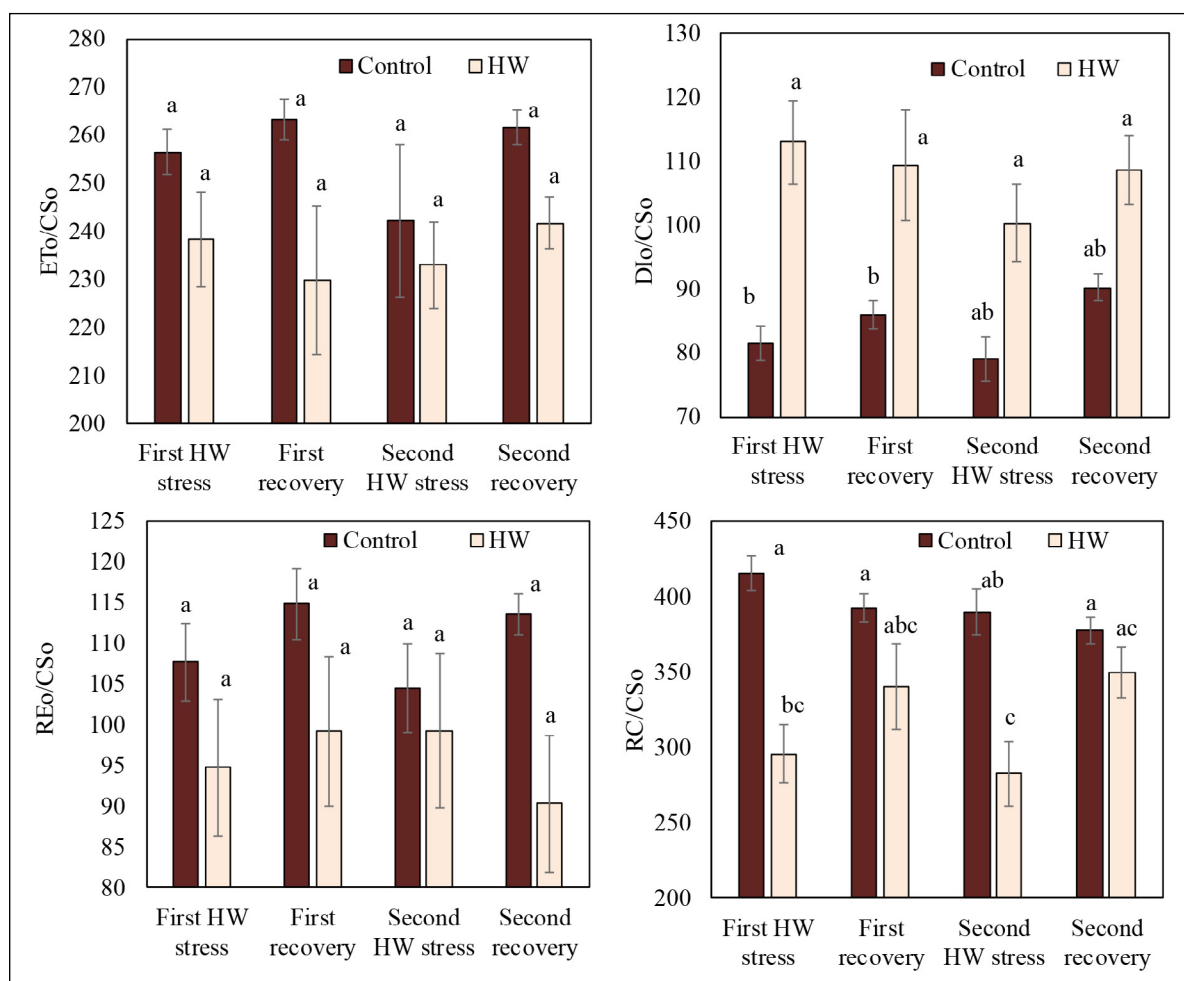 280
270
260
250
240
230
220
210
200
ETo/CSo
Control HW
a a a a a a a a
First HW stress
First recovery
Second HW stress
Second recovery
130
120
110
100
90
80
70
DIo/CSo
Control HW
b a b a ab a ab a
First HW stress
First recovery
Second HW stress
Second recovery
125
120
115
110
105
100
95
90
85
80
REo/CSo
Control HW
a a a a a a a a
First HW stress
First recovery
Second HW stress
Second recovery
450
400
350
300
250
200
RC/CSo
Control HW
a bc a abc ab c a ac
First HW stress
First recovery
Second HW stress
Second recovery